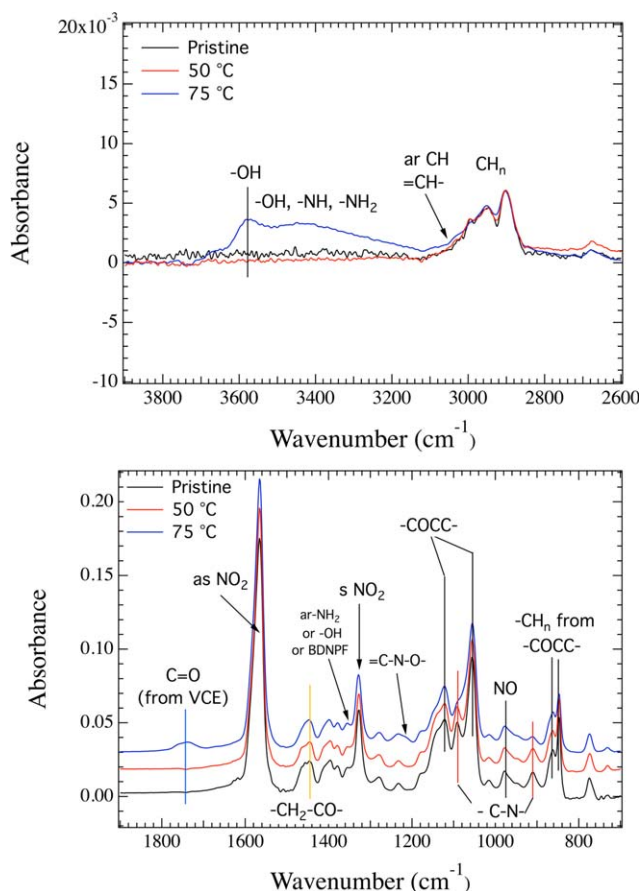 20x10⁻³
Pristine
50 °C
75 °C
15
10
5
0
-5
-10
-OH
-OH, -NH, -NH₂
ar CH
=CH-
CHₙ
Absorbance
3800
3600
3400
3200
3000
2800
2600
Wavenumber (cm⁻¹)
Pristine
50 °C
75 °C
0.20
0.15
0.10
0.05
0.00
as NO₂
C=O
(from VCE)
-CH₂-CO-
ar-NH₂
or -OH
or BDNPF
s NO₂
=C-N-O-
-COCC-
NO
-CHₙ from
-COCC-
- C-N-
Absorbance
1800
1600
1400
1200
1000
800
Wavenumber (cm⁻¹)